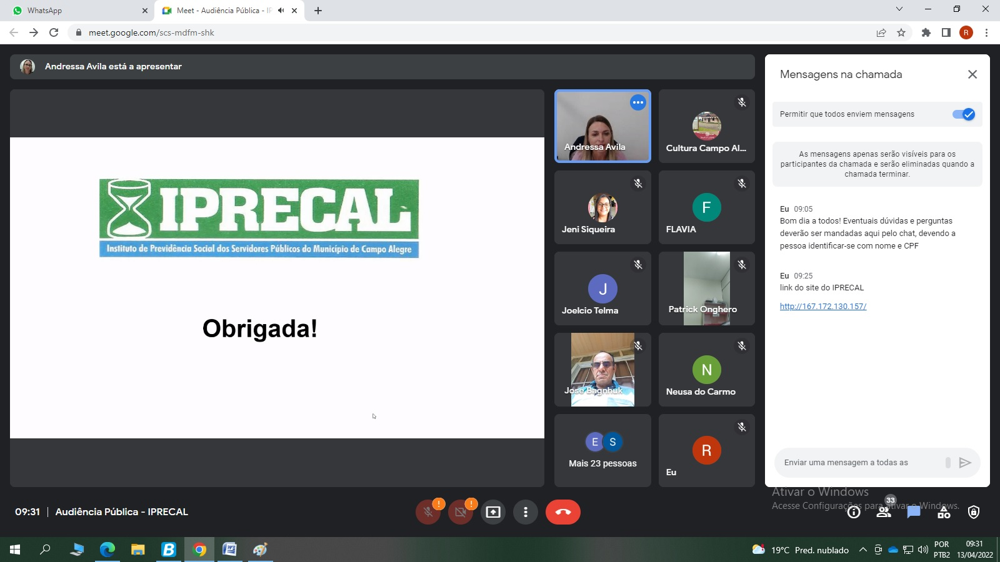 WhatsApp
Meet - Audiência Pública - IP
meet.google.com/scs-mdfm-shk
R
Andressa Avila está a apresentar
IPRECAL
Instituto de Previdência Social dos Servidores Públicos do Município de Campo Alegre
Obrigada!
Andressa Avila
Cultura Campo Al...
Jeni Siqueira
F
FLAVIA
J
Joelcio Telma
Patrick Onghero
Jose Bagnhuk
N
Neusa do Carmo
E S
Mais 23 pessoas
R
Eu
Mensagens na chamada
Permitir que todos enviem mensagens
As mensagens apenas serão visíveis para os
participantes da chamada e serão eliminadas quando a
chamada terminar.
Eu 09:05
Bom dia a todos! Eventuais dúvidas e perguntas
deverão ser mandadas aqui pelo chat, devendo a
pessoa identificar-se com nome e CPF
Eu 09:25
link do site do IPRECAL
http://167.172.130.157/
Enviar uma mensagem a todas as
Ativar o Windows
Acesse Configurações para ativar o Windows.
09:31 | Audiência Pública - IPRECAL
33
19°C Pred. nublado
POR
PTB2
09:31
13/04/2022